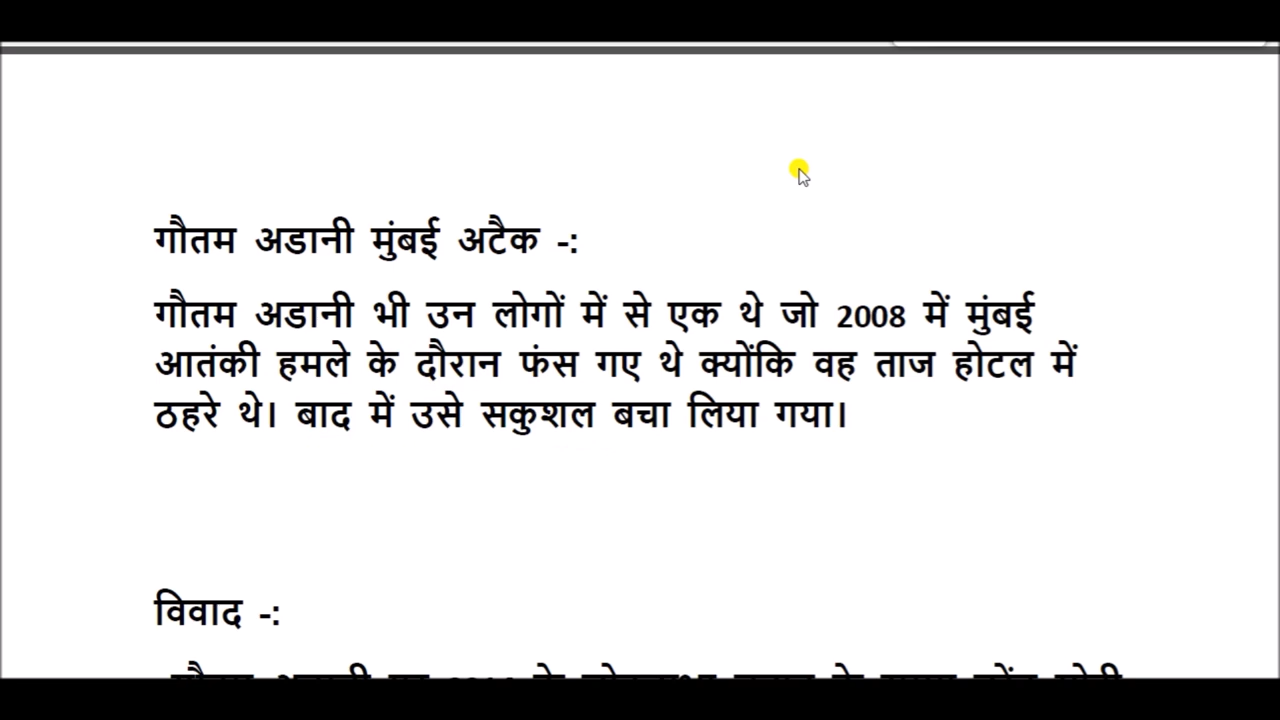 गौतम अडानी मुंबई अटैक -:
गौतम अडानी भी उन लोगों में से एक थे जो 2008 में मुंबई
आतंकी हमले के दौरान फंस गए थे क्योंकि वह ताज होटल में
ठहरे थे। बाद में उसे सकुशल बचा लिया गया।
विवाद -: